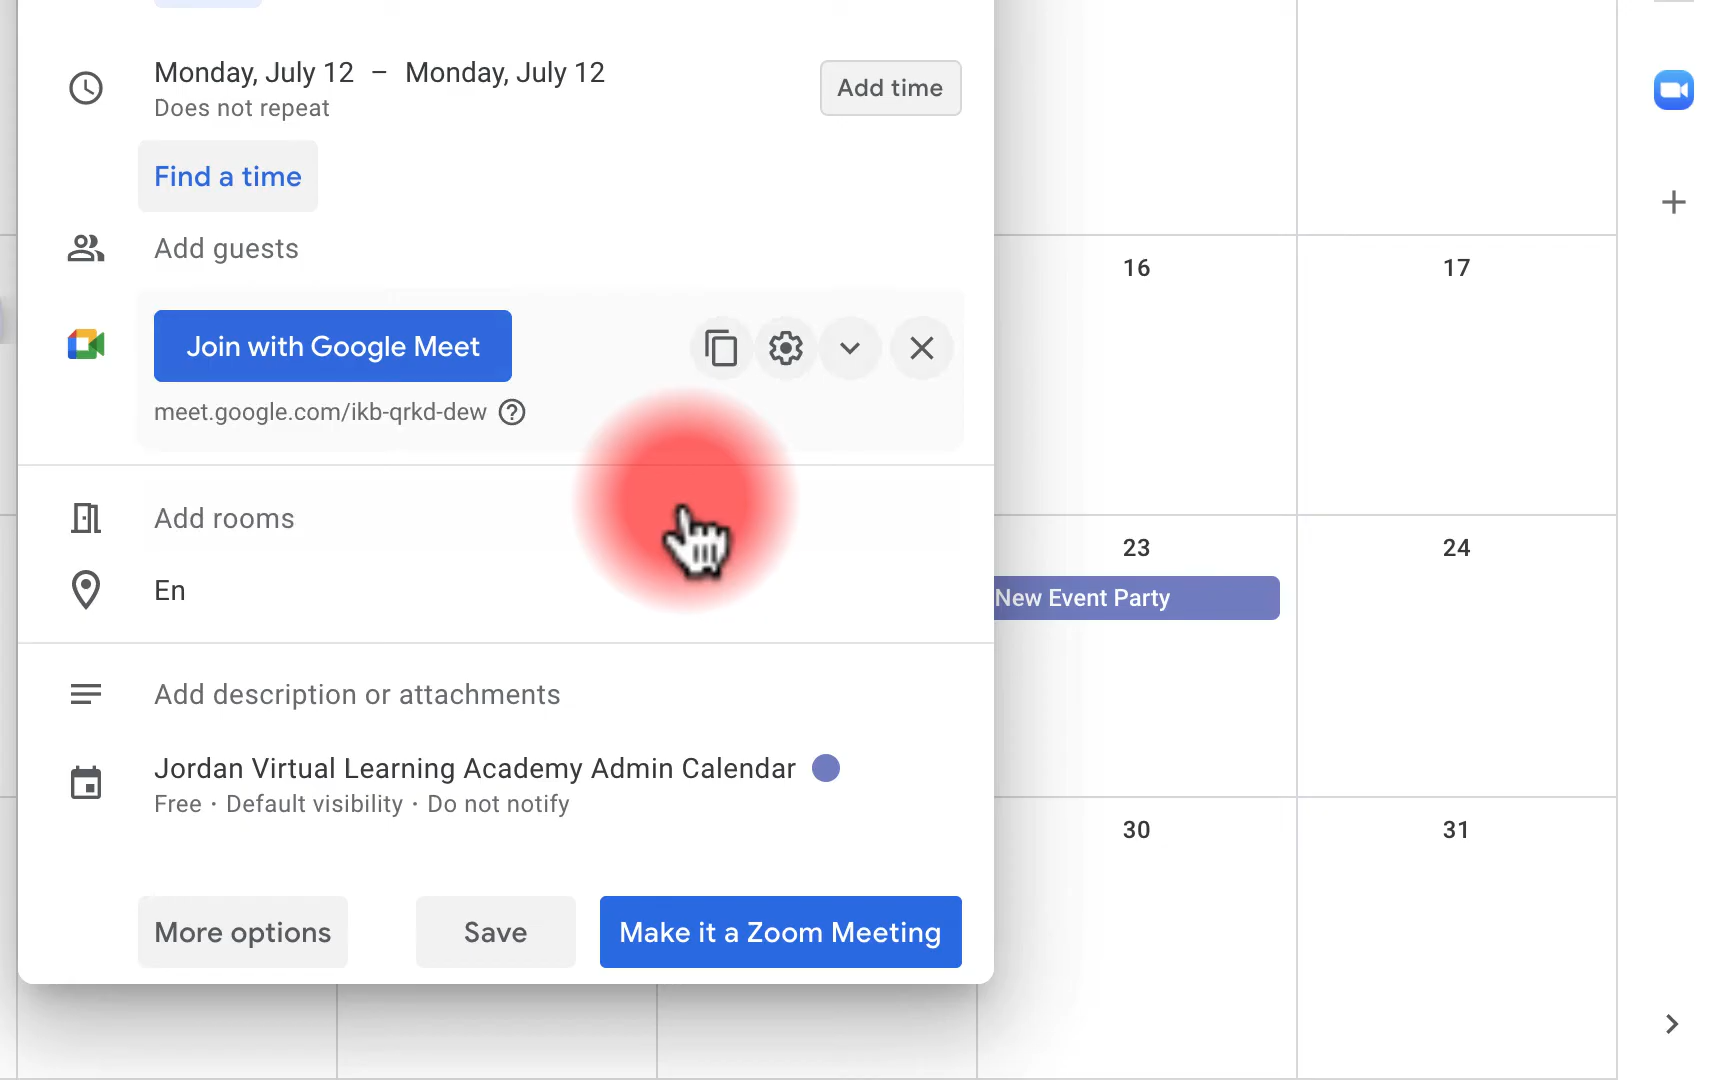 Monday, July 12 – Monday, July 12
Add time
Does not repeat
Find a time
Add guests
Join with Google Meet
meet.google.com/ikb-qrkd-dew
Add rooms
En
Add description or attachments
Jordan Virtual Learning Academy Admin Calendar
Free · Default visibility · Do not notify
More options
Save
Make it a Zoom Meeting
16
17
23
24
New Event Party
30
31